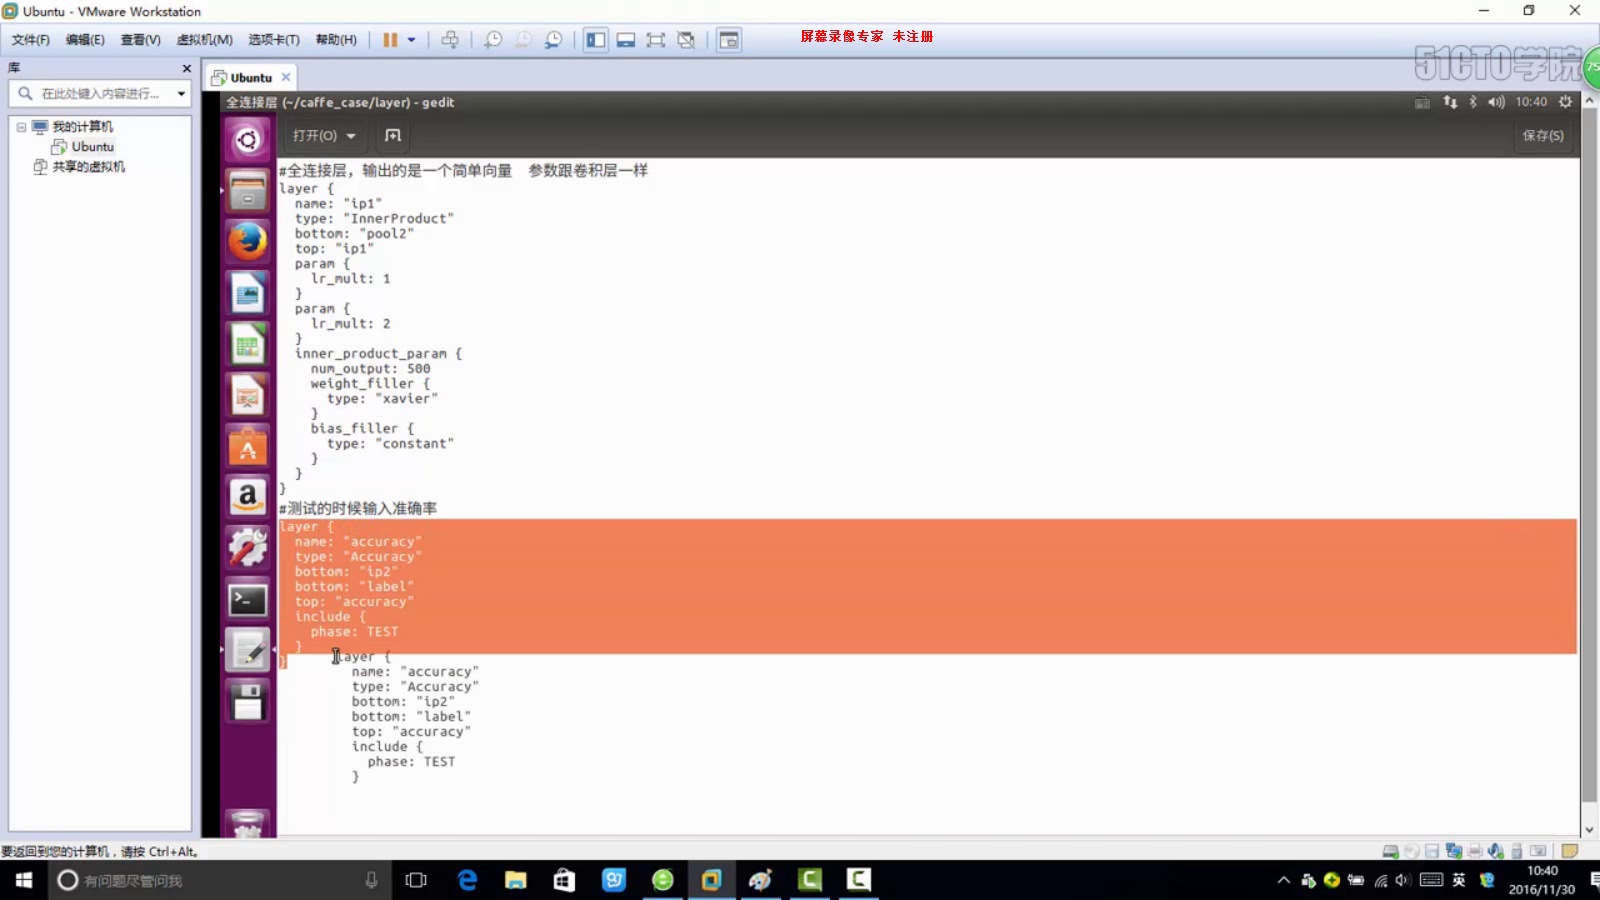 Ubuntu - VMware Workstation
文件(F) 编辑(E) 查看(V) 虚拟机(M) 选项卡(T) 帮助(H)
屏幕录像专家 未注册
51CTO学院
75
库
Ubuntu
在此处键入内容进行...
我的计算机
Ubuntu
共享的虚拟机
全连接层 (~/caffe_case/layer) - gedit
10:40
打开(O)
保存(S)
#全连接层，输出的是一个简单向量 参数跟卷积层一样
layer {
name: "ip1"
type: "InnerProduct"
bottom: "pool2"
top: "ip1"
param {
lr_mult: 1
}
param {
lr_mult: 2
}
inner_product_param {
num_output: 500
weight_filler {
type: "xavier"
}
bias_filler {
type: "constant"
}
}
}
#测试的时候输入准确率
layer {
name: "accuracy"
type: "Accuracy"
bottom: "ip2"
bottom: "label"
top: "accuracy"
include {
phase: TEST
}
}
layer {
name: "accuracy"
type: "Accuracy"
bottom: "ip2"
bottom: "label"
top: "accuracy"
include {
phase: TEST
}
要返回到您的计算机，请按 Ctrl+Alt。
有问题尽管问我
英
10:40
2016/11/30